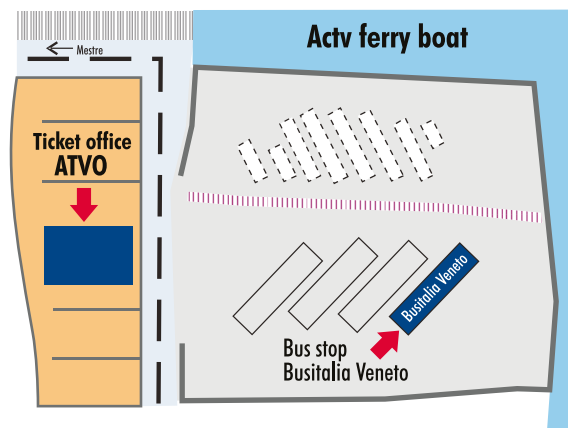 Actv ferry boat
Mestre
Ticket office
ATVO
Busitalia Veneto
Bus stop
Busitalia Veneto